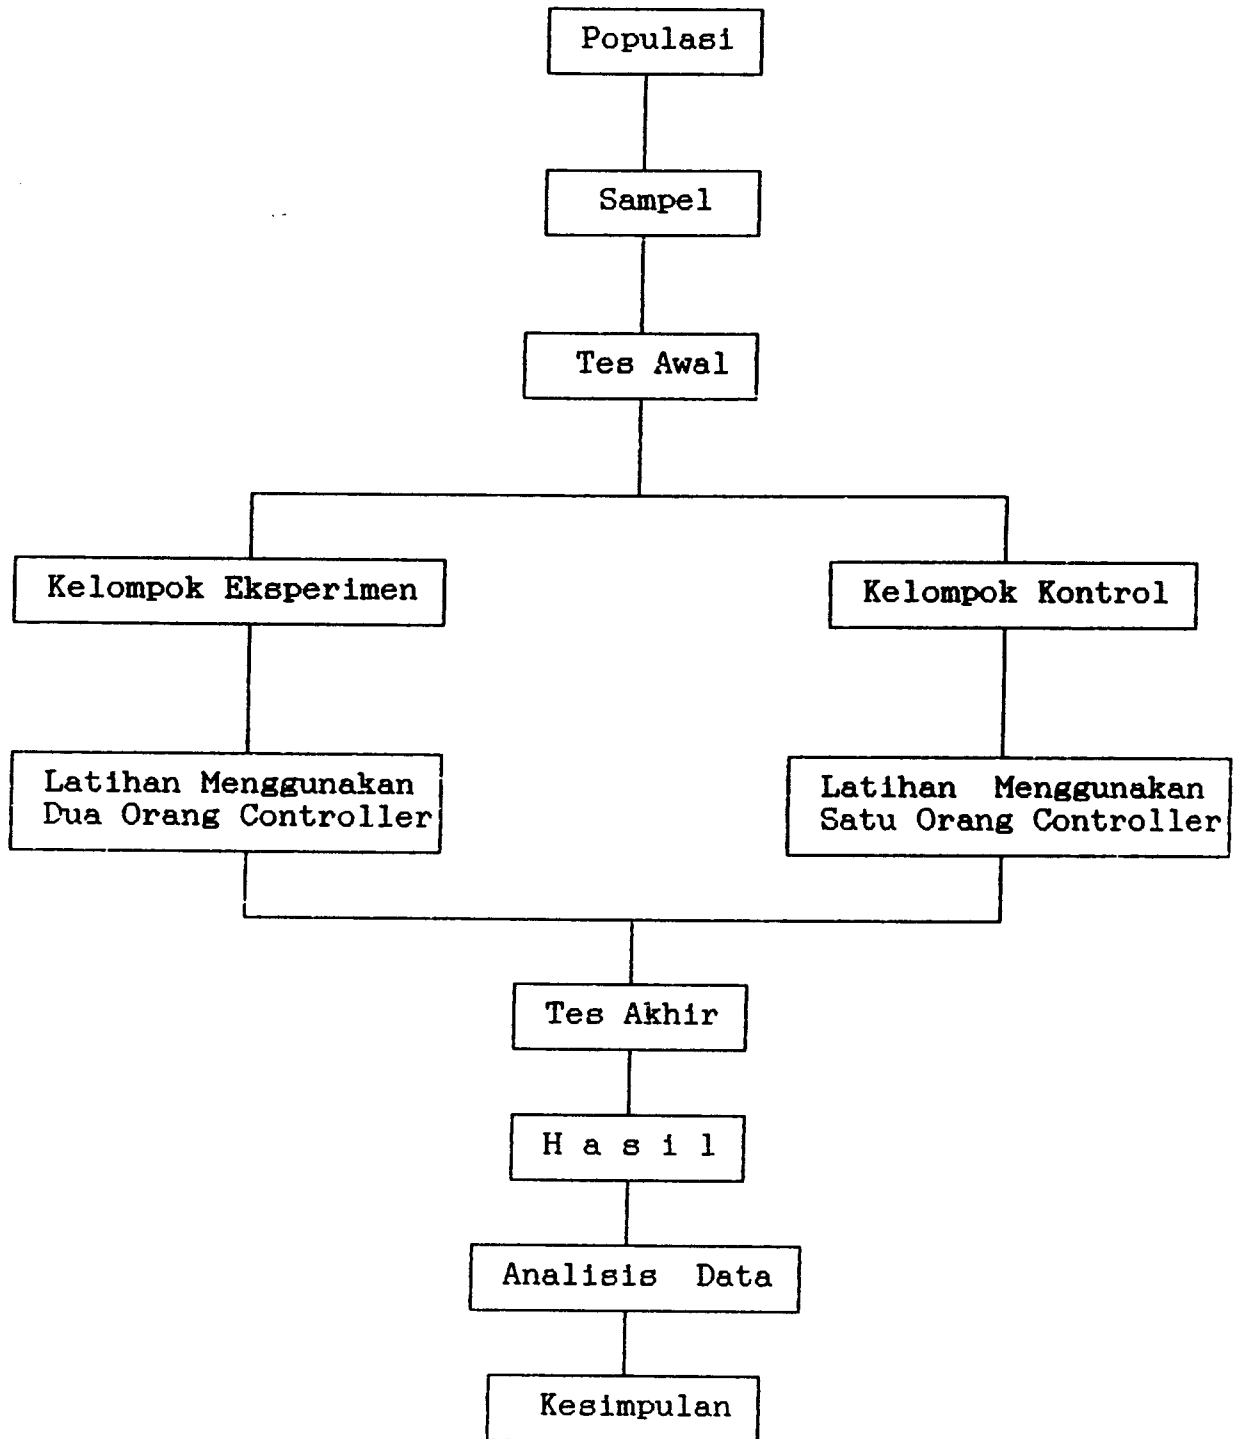 Populasi
Sampel
Tes Awal
Kelompok Eksperimen
Kelompok Kontrol
Latihan Menggunakan
Dua Orang Controller
Latihan Menggunakan
Satu Orang Controller
Tes Akhir
H a s i l
Analisis Data
Kesimpulan